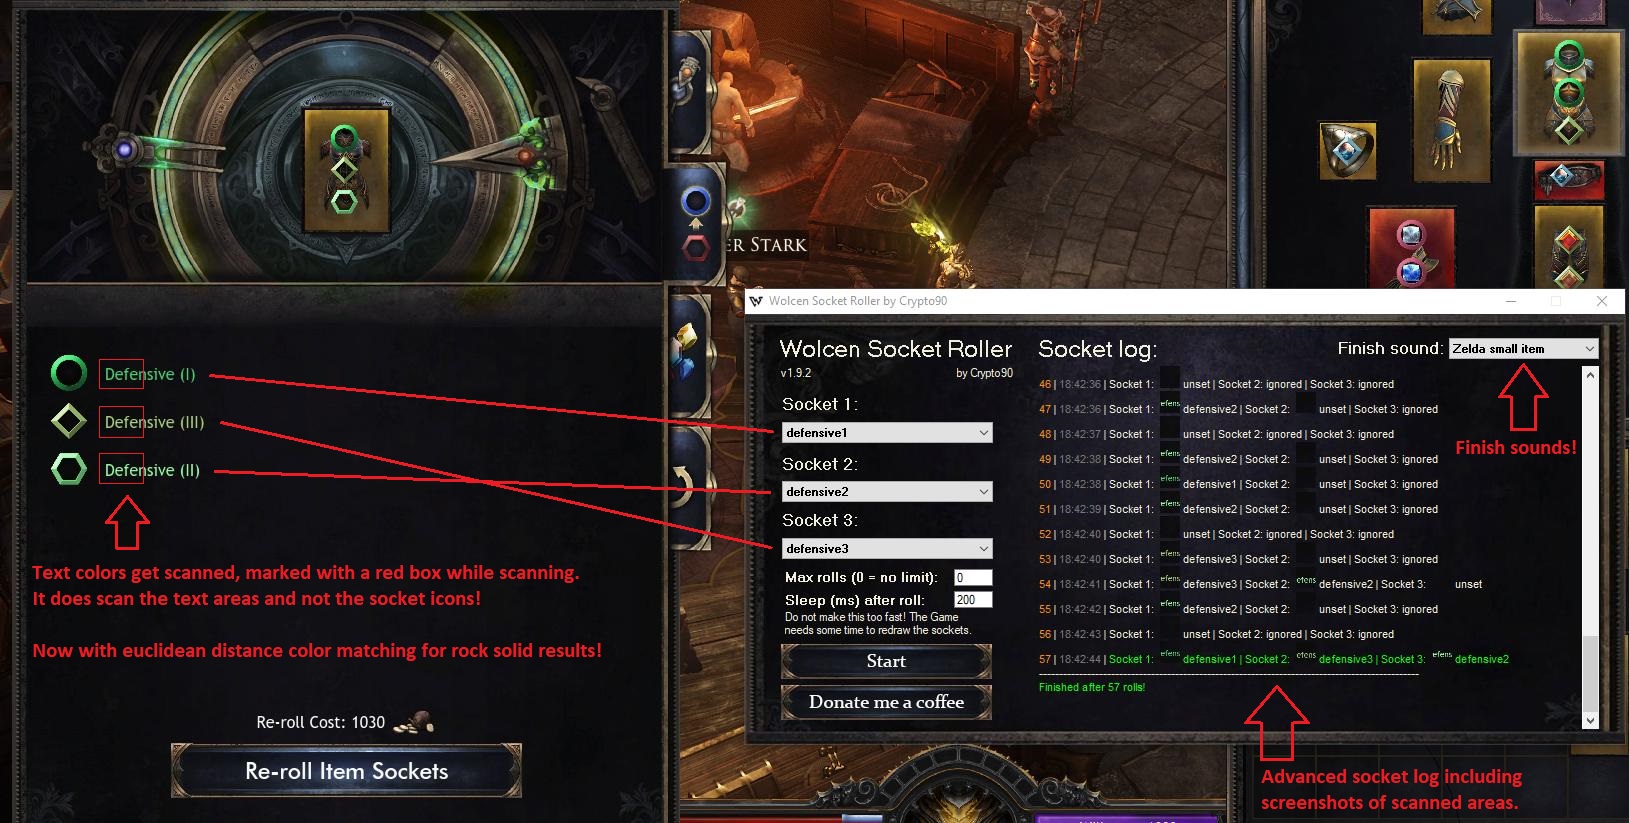 ER STARK
Defensive (I)
Defensive (III)
Defensive (II)
Text colors get scanned, marked with a red box while scanning.
It does scan the text areas and not the socket icons!
Now with euclidean distance color matching for rock solid results!
Re-roll Cost: 1030
Re-roll Item Sockets
Wolcen Socket Roller by Crypto90
Wolcen Socket Roller
v1.9.2 by Crypto90
Socket 1:
defensive1
Socket 2:
defensive2
Socket 3:
defensive3
Max rolls (0 = no limit): 0
Sleep (ms) after roll: 200
Do not make this too fast! The Game
needs some time to redraw the sockets.
Start
Donate me a coffee
Socket log:
Finish sound: Zelda small item
46 | 18:42:36 | Socket 1: unset | Socket 2: ignored | Socket 3: ignored
47 | 18:42:36 | Socket 1: efens defensive2 | Socket 2: unset | Socket 3: ignored
48 | 18:42:37 | Socket 1: unset | Socket 2: ignored | Socket 3: ignored
49 | 18:42:38 | Socket 1: efens defensive2 | Socket 2: unset | Socket 3: ignored
50 | 18:42:38 | Socket 1: efens defensive1 | Socket 2: unset | Socket 3: ignored
51 | 18:42:39 | Socket 1: efens defensive2 | Socket 2: unset | Socket 3: ignored
52 | 18:42:40 | Socket 1: unset | Socket 2: ignored | Socket 3: ignored
53 | 18:42:40 | Socket 1: efens defensive3 | Socket 2: unset | Socket 3: ignored
54 | 18:42:41 | Socket 1: efens defensive3 | Socket 2: efens defensive2 | Socket 3: unset
55 | 18:42:42 | Socket 1: efens defensive2 | Socket 2: unset | Socket 3: ignored
56 | 18:42:43 | Socket 1: unset | Socket 2: ignored | Socket 3: ignored
57 | 18:42:44 | Socket 1: efens defensive1 | Socket 2: efens defensive3 | Socket 3: efens defensive2
Finished after 57 rolls!
Finish sounds!
Advanced socket log including
screenshots of scanned areas.